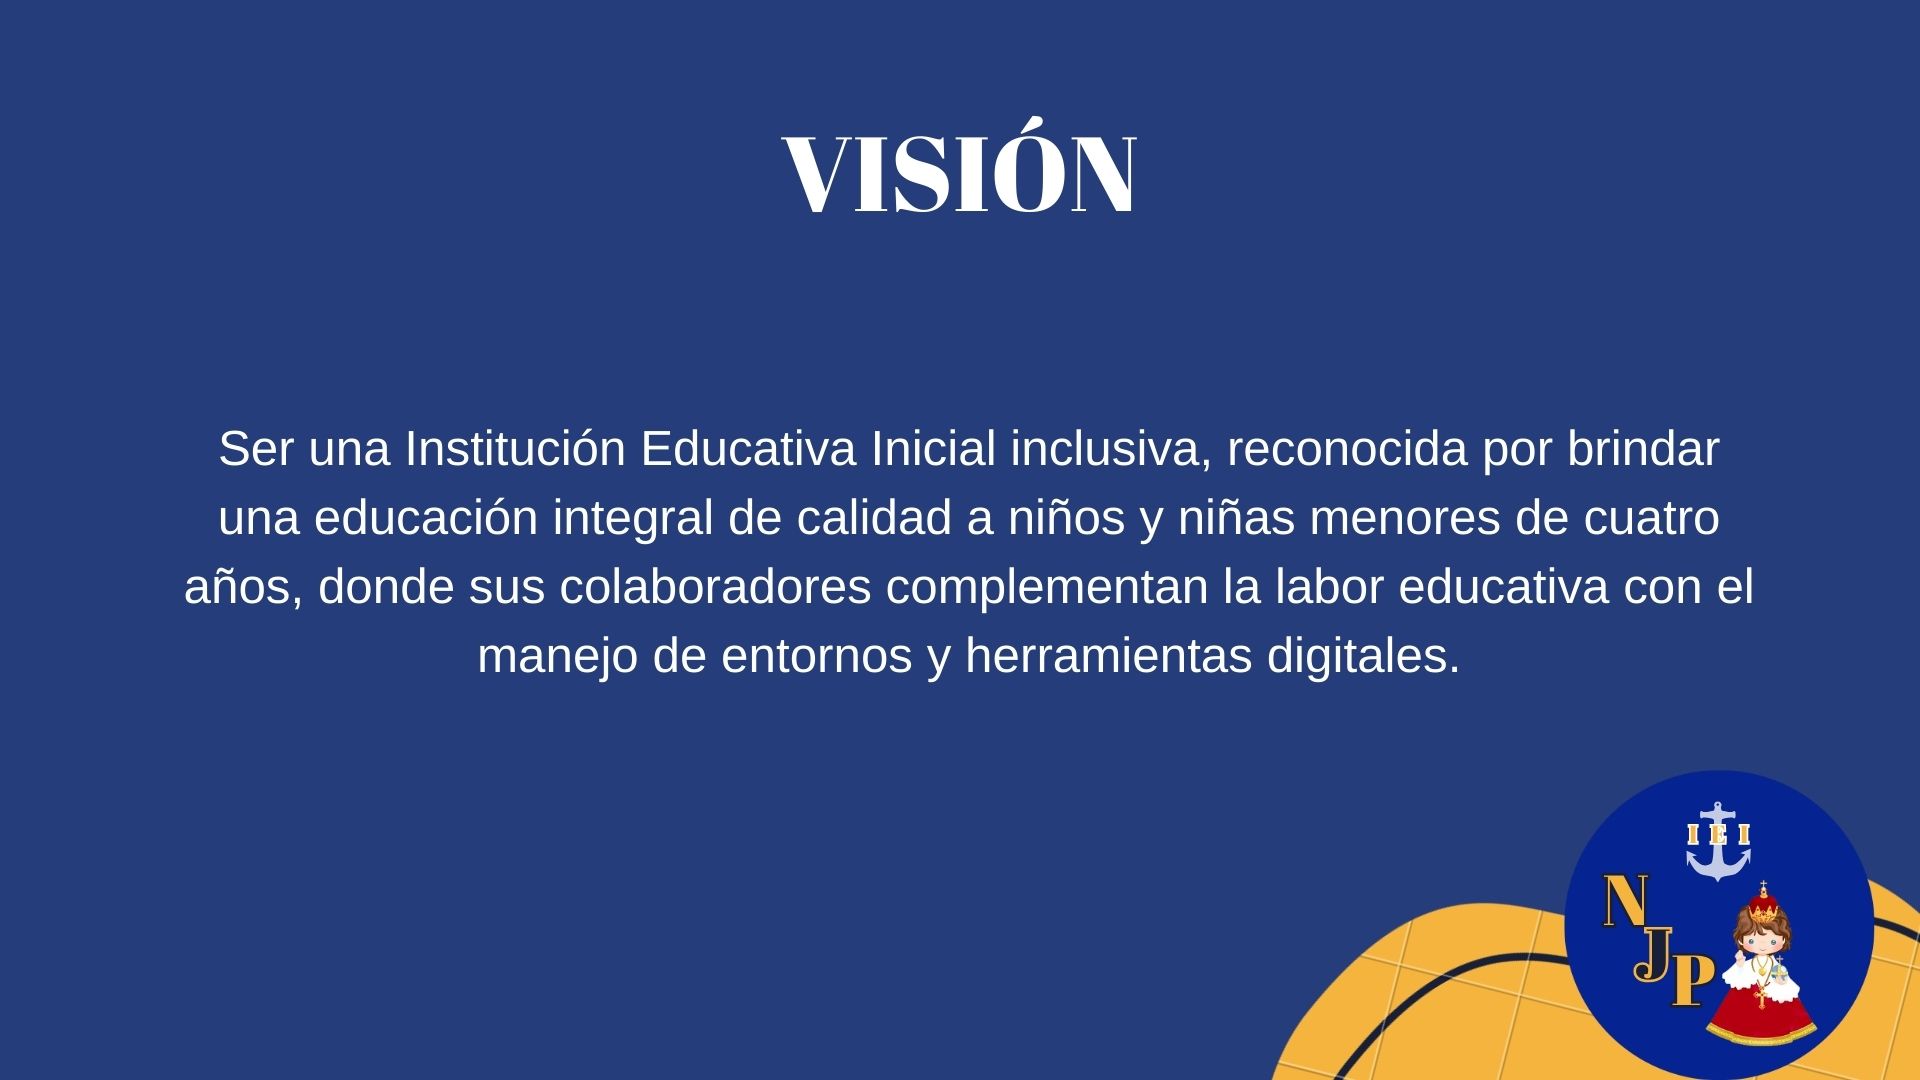 VISIÓN
Ser una Institución Educativa Inicial inclusiva, reconocida por brindar
una educación integral de calidad a niños y niñas menores de cuatro
años, donde sus colaboradores complementan la labor educativa con el
manejo de entornos y herramientas digitales.
I E I
N
J
P